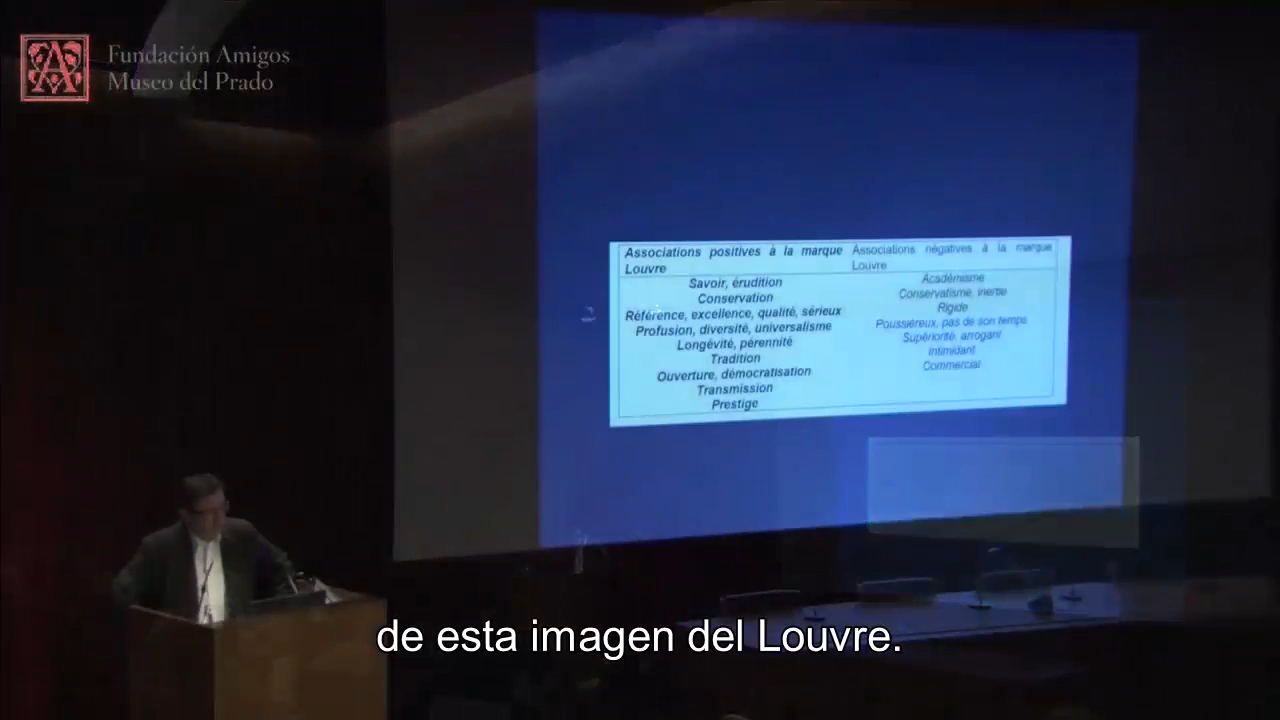 Fundación Amigos
Museo del Prado
Associations positives à la marque
Louvre
Savoir, érudition
Conservation
Référence, excellence, qualité, sérieux
Profusion, diversité, universalisme
Longévité, pérennité
Tradition
Ouverture, démocratisation
Transmission
Prestige
Associations négatives à la marque
Louvre
Académisme
Conservatisme, inertie
Rigide
Poussiéreux, pas de son temps
Supériorité, arrogant
Intimidant
Commercial
de esta imagen del Louvre.